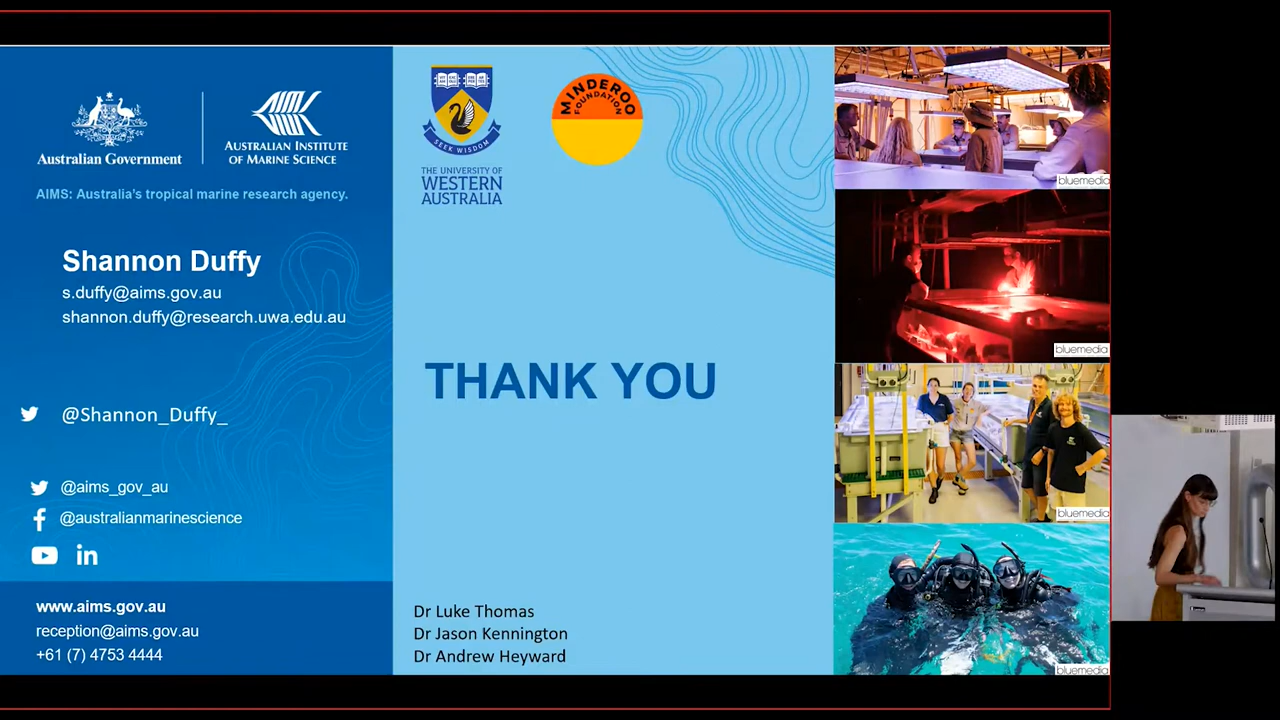 Australian Government
AUSTRALIAN INSTITUTE
OF MARINE SCIENCE
AIMS: Australia's tropical marine research agency.
Shannon Duffy
s.duffy@aims.gov.au
shannon.duffy@research.uwa.edu.au
@Shannon_Duffy_
@aims_gov_au
@australianmarinescience
www.aims.gov.au
reception@aims.gov.au
+61 (7) 4753 4444
SEEK WISDOM
THE UNIVERSITY OF
WESTERN
AUSTRALIA
MINDEROO
FOUNDATION
THANK YOU
Dr Luke Thomas
Dr Jason Kennington
Dr Andrew Heyward
bluemedia
bluemedia
bluemedia
bluemedia